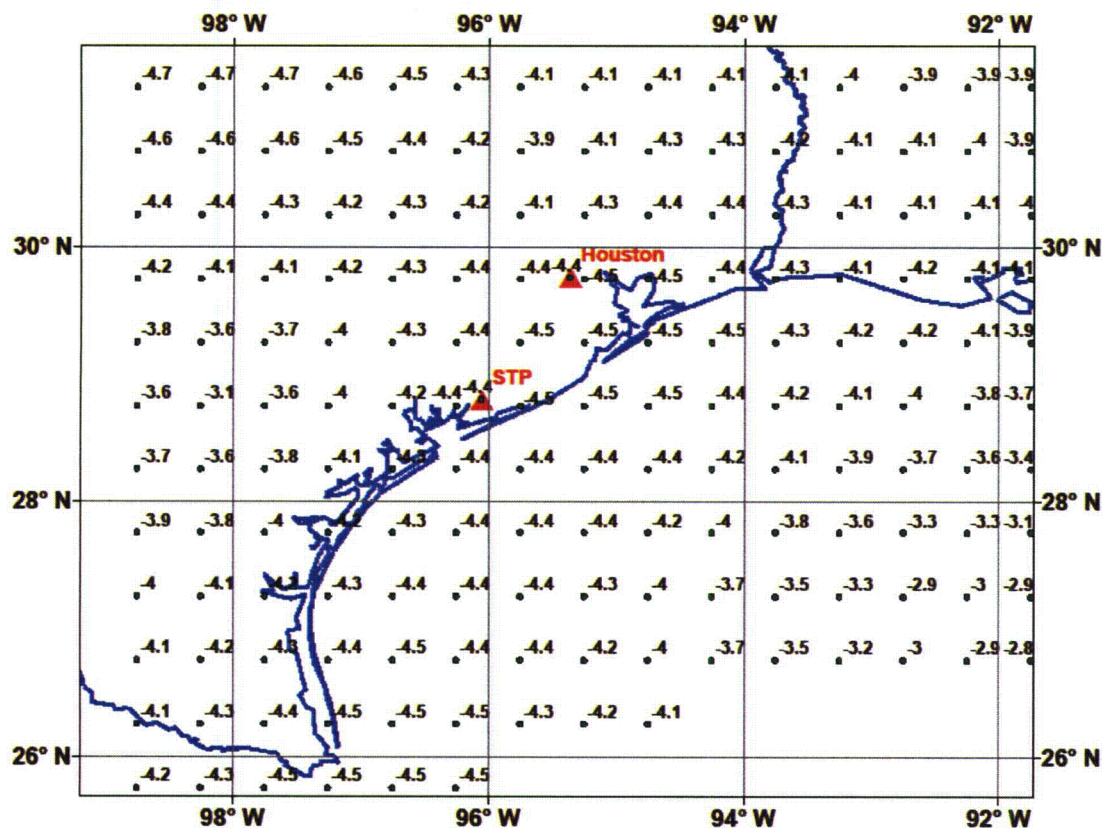 98° W 96° W 94° W 92° W
-4.7 -4.7 -4.7 -4.6 -4.5 -4.3 -4.1 -4.1 -4.1 -4.1 -4.1 -4 -3.9 -3.9 -3.9
-4.6 -4.6 -4.6 -4.5 -4.4 -4.2 -3.9 -4.1 -4.3 -4.3 -4.2 -4.1 -4.1 -4 -3.9
-4.4 -4.4 -4.3 -4.2 -4.3 -4.2 -4.1 -4.3 -4.4 -4.4 -4.3 -4.1 -4.1 -4.1 -4
30° N 30° N
Houston
-4.2 -4.1 -4.1 -4.2 -4.3 -4.4 -4.4 -4.4 -4.5 -4.5 -4.4 -4.3 -4.1 -4.2 -4.1 -4.1
-3.8 -3.6 -3.7 -4 -4.3 -4.4 -4.5 -4.5 -4.5 -4.5 -4.3 -4.2 -4.2 -4.1 -3.9
STP
-3.6 -3.1 -3.6 -4 -4.2 -4.4 -4.4 -4.5 -4.5 -4.5 -4.4 -4.2 -4.1 -4 -3.8 -3.7
-3.7 -3.6 -3.8 -4.1 -4.3 -4.4 -4.4 -4.4 -4.4 -4.2 -4.1 -3.9 -3.7 -3.6 -3.4
28° N 28° N
-3.9 -3.8 -4 -4.2 -4.3 -4.4 -4.4 -4.4 -4.2 -4 -3.8 -3.6 -3.3 -3.3 -3.1
-4 -4.1 -4.2 -4.3 -4.4 -4.4 -4.4 -4.3 -4 -3.7 -3.5 -3.3 -2.9 -3 -2.9
-4.1 -4.2 -4.3 -4.4 -4.5 -4.4 -4.4 -4.2 -4 -3.7 -3.5 -3.2 -3 -2.9 -2.8
-4.1 -4.3 -4.4 -4.5 -4.5 -4.5 -4.3 -4.2 -4.1
26° N 26° N
-4.2 -4.3 -4.5 -4.5 -4.5 -4.5
98° W 96° W 94° W 92° W